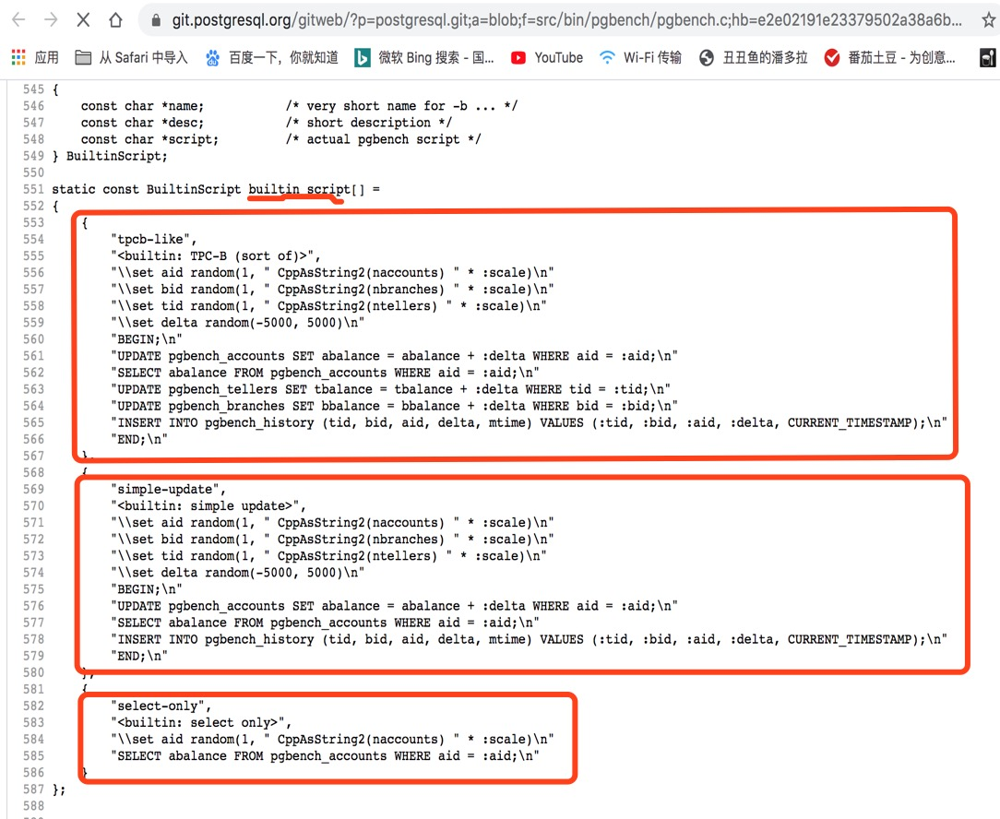 git.postgresql.org/gitweb/?p=postgresql.git;a=blob;f=src/bin/pgbench/pgbench.c;hb=e2e02191e23379502a38a6b...
应用 从 Safari 中导入 百度一下，你就知道 微软 Bing 搜索 - 国... YouTube Wi-Fi 传输 丑丑鱼的潘多拉 番茄土豆 - 为创意...
545 {
546     const char *name;           /* very short name for -b ... */
547     const char *desc;           /* short description */
548     const char *script;         /* actual pgbench script */
549 } BuiltinScript;
550
551 static const BuiltinScript builtin_script[] =
552 {
553     {
554         "tpcb-like",
555         "<builtin: TPC-B (sort of)>",
556         "\\set aid random(1, " CppAsString2(naccounts) " * :scale)\n"
557         "\\set bid random(1, " CppAsString2(nbranches) " * :scale)\n"
558         "\\set tid random(1, " CppAsString2(ntellers) " * :scale)\n"
559         "\\set delta random(-5000, 5000)\n"
560         "BEGIN;\n"
561         "UPDATE pgbench_accounts SET abalance = abalance + :delta WHERE aid = :aid;\n"
562         "SELECT abalance FROM pgbench_accounts WHERE aid = :aid;\n"
563         "UPDATE pgbench_tellers SET tbalance = tbalance + :delta WHERE tid = :tid;\n"
564         "UPDATE pgbench_branches SET bbalance = bbalance + :delta WHERE bid = :bid;\n"
565         "INSERT INTO pgbench_history (tid, bid, aid, delta, mtime) VALUES (:tid, :bid, :aid, :delta, CURRENT_TIMESTAMP);\n"
566         "END;\n"
567     },
568     {
569         "simple-update",
570         "<builtin: simple update>",
571         "\\set aid random(1, " CppAsString2(naccounts) " * :scale)\n"
572         "\\set bid random(1, " CppAsString2(nbranches) " * :scale)\n"
573         "\\set tid random(1, " CppAsString2(ntellers) " * :scale)\n"
574         "\\set delta random(-5000, 5000)\n"
575         "BEGIN;\n"
576         "UPDATE pgbench_accounts SET abalance = abalance + :delta WHERE aid = :aid;\n"
577         "SELECT abalance FROM pgbench_accounts WHERE aid = :aid;\n"
578         "INSERT INTO pgbench_history (tid, bid, aid, delta, mtime) VALUES (:tid, :bid, :aid, :delta, CURRENT_TIMESTAMP);\n"
579         "END;\n"
580     },
581     {
582         "select-only",
583         "<builtin: select only>",
584         "\\set aid random(1, " CppAsString2(naccounts) " * :scale)\n"
585         "SELECT abalance FROM pgbench_accounts WHERE aid = :aid;\n"
586     }
587 };
588